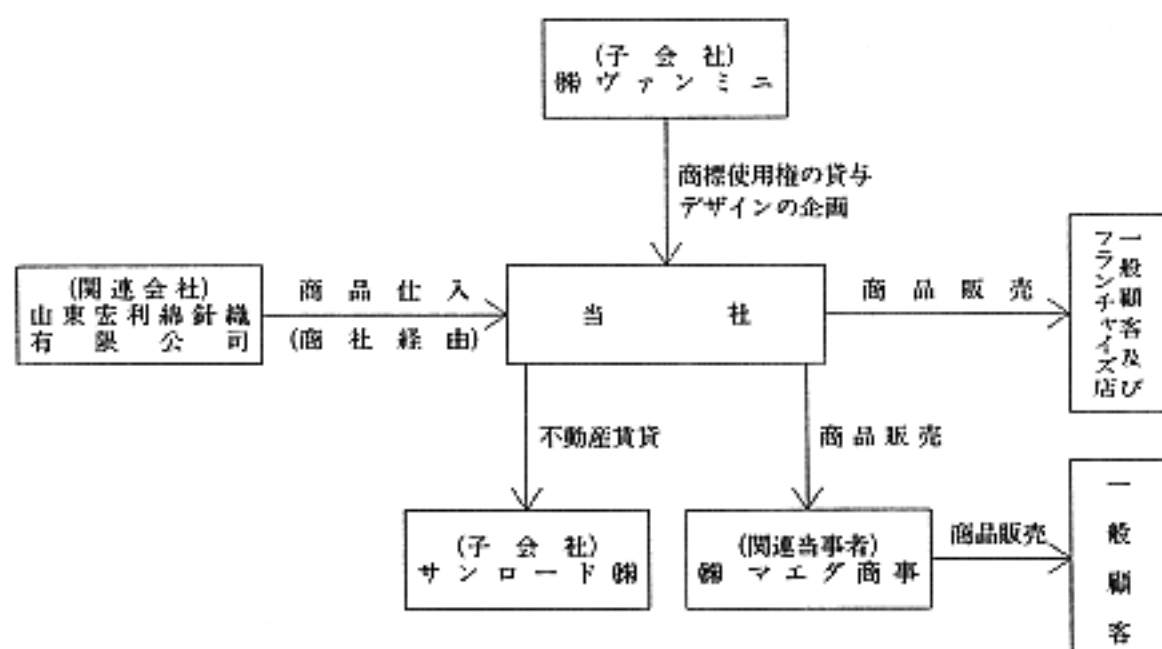 (子会社)
㈱ヴァンミニ
商標使用権の貸与
デザインの企画
(関連会社)
山東宏利綿針織
有限公司
商品仕入
(商社経由)
当社
商品販売
一般顧客及び
フランチャイズ店
不動産賃貸
商品販売
(子会社)
サンロード㈱
(関連当事者)
㈱マエダ商事
商品販売
一般顧客